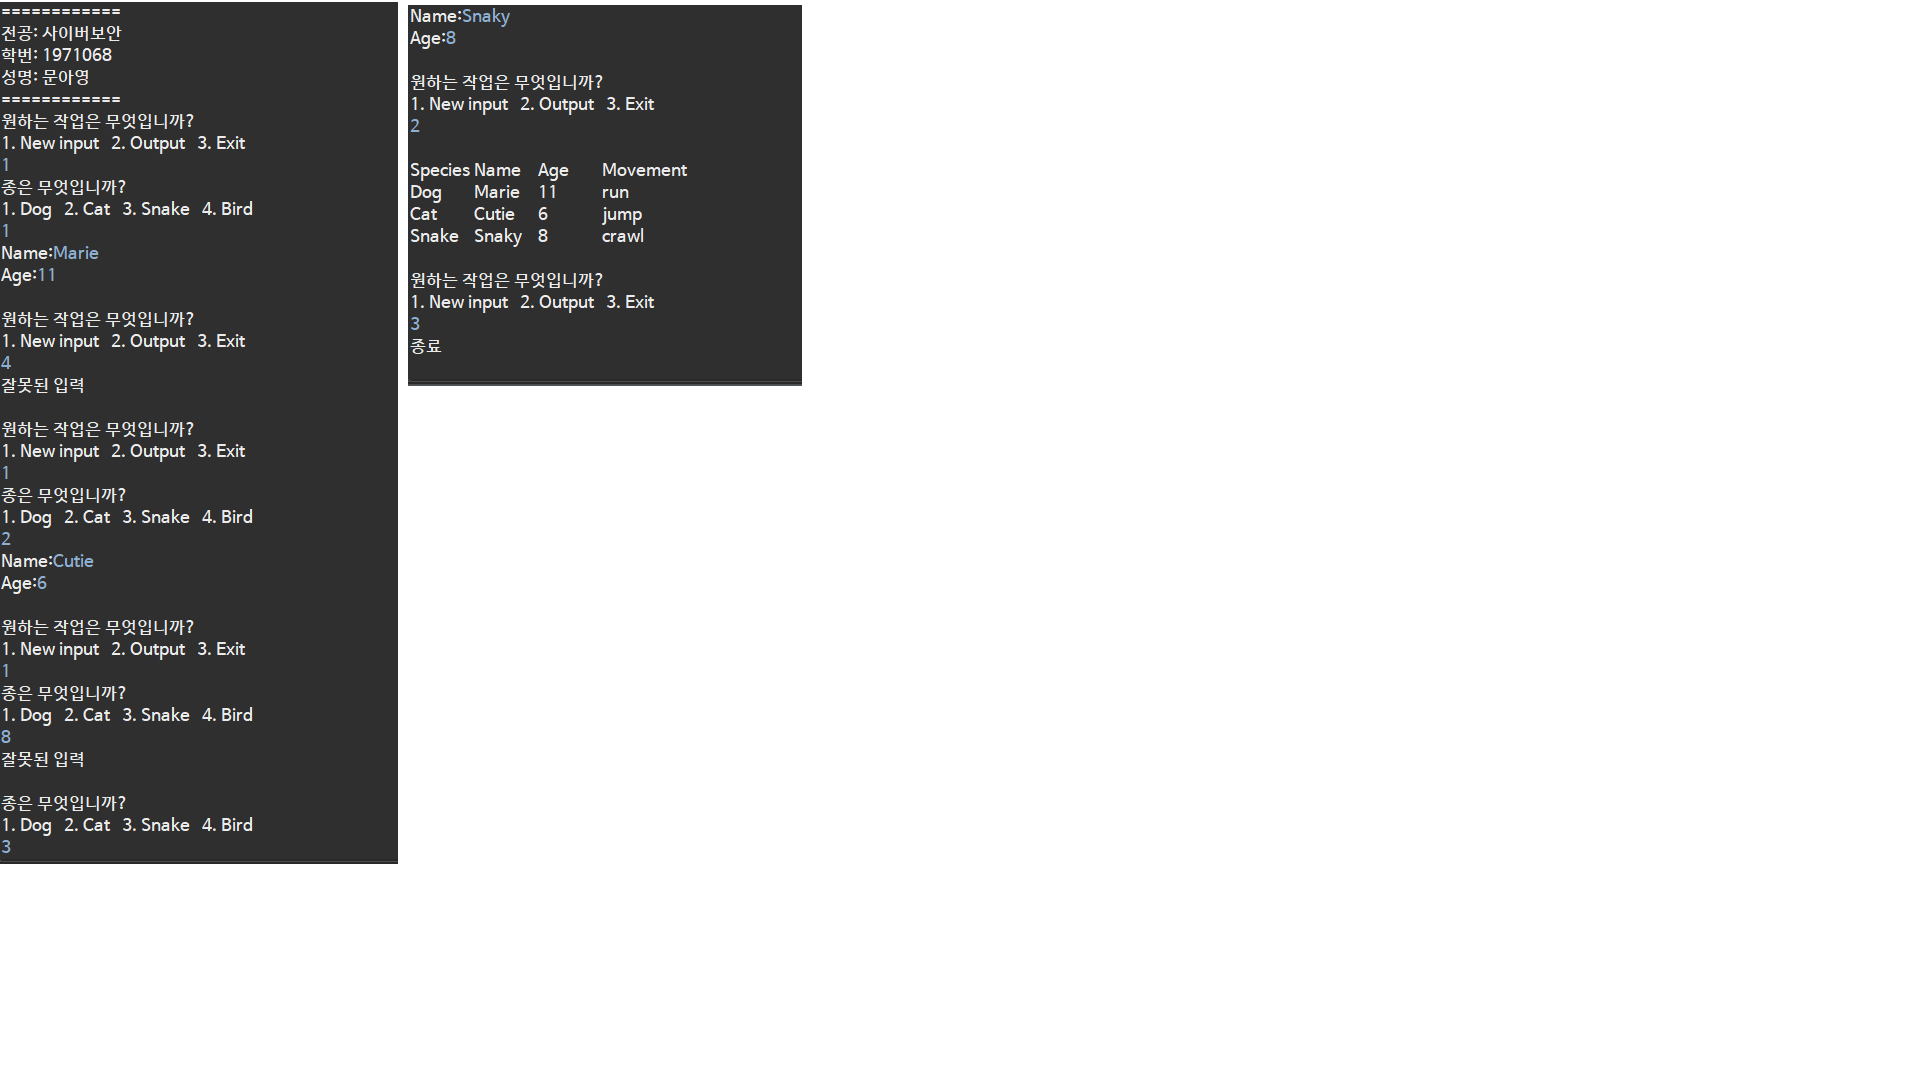 ============
전공: 사이버보안
학번: 1971068
성명: 문아영
============
원하는 작업은 무엇입니까?
1. New input 2. Output 3. Exit
1
종은 무엇입니까?
1. Dog 2. Cat 3. Snake 4. Bird
1
Name:Marie
Age:11
원하는 작업은 무엇입니까?
1. New input 2. Output 3. Exit
4
잘못된 입력
원하는 작업은 무엇입니까?
1. New input 2. Output 3. Exit
1
종은 무엇입니까?
1. Dog 2. Cat 3. Snake 4. Bird
2
Name:Cutie
Age:6
원하는 작업은 무엇입니까?
1. New input 2. Output 3. Exit
1
종은 무엇입니까?
1. Dog 2. Cat 3. Snake 4. Bird
8
잘못된 입력
종은 무엇입니까?
1. Dog 2. Cat 3. Snake 4. Bird
3
Name:Snaky
Age:8
원하는 작업은 무엇입니까?
1. New input 2. Output 3. Exit
2
Species Name Age Movement
Dog Marie 11 run
Cat Cutie 6 jump
Snake Snaky 8 crawl
원하는 작업은 무엇입니까?
1. New input 2. Output 3. Exit
3
종료